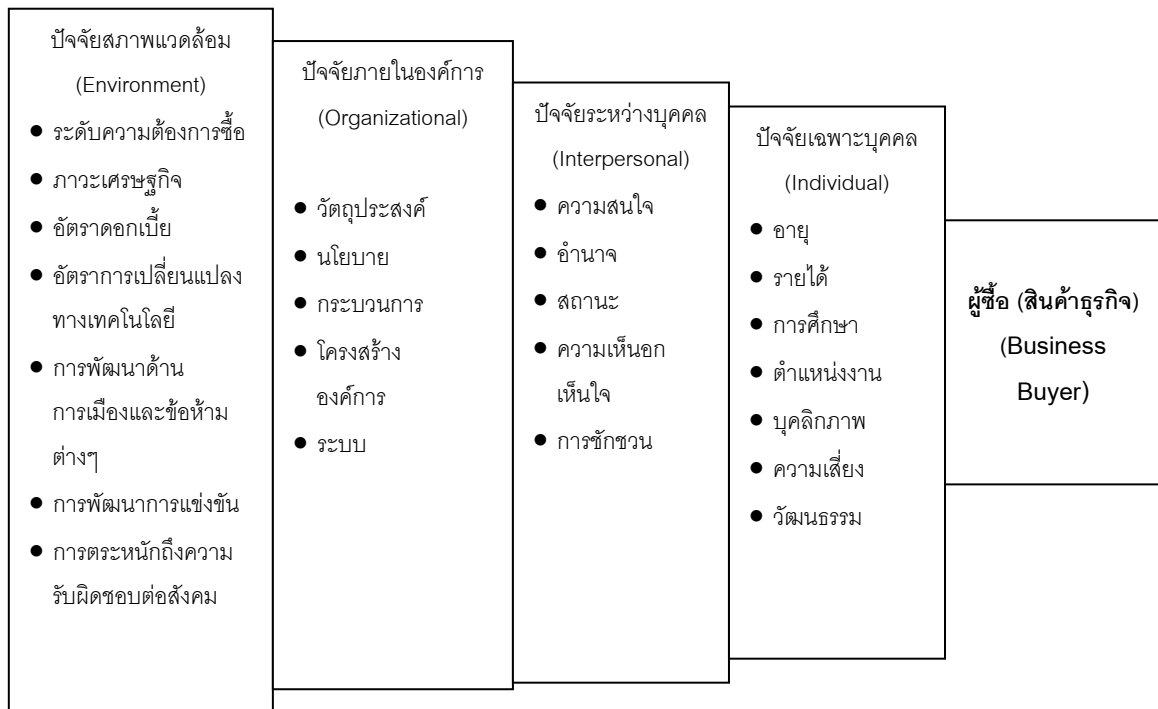 ปัจจัยสภาพแวดล้อม
(Environment)
● ระดับความต้องการซื้อ
● ภาวะเศรษฐกิจ
● อัตราดอกเบี้ย
● อัตราการเปลี่ยนแปลง
ทางเทคโนโลยี
● การพัฒนาด้าน
การเมืองและข้อห้าม
ต่างๆ
● การพัฒนาการแข่งขัน
● การตระหนักถึงความ
รับผิดชอบต่อสังคม
ปัจจัยภายในองค์การ
(Organizational)
● วัตถุประสงค์
● นโยบาย
● กระบวนการ
● โครงสร้าง
องค์การ
● ระบบ
ปัจจัยระหว่างบุคคล
(Interpersonal)
● ความสนใจ
● อำนาจ
● สถานะ
● ความเห็นอก
เห็นใจ
● การชักชวน
ปัจจัยเฉพาะบุคคล
(Individual)
● อายุ
● รายได้
● การศึกษา
● ตำแหน่งงาน
● บุคลิกภาพ
● ความเสี่ยง
● วัฒนธรรม
ผู้ซื้อ (สินค้าธุรกิจ)
(Business
Buyer)